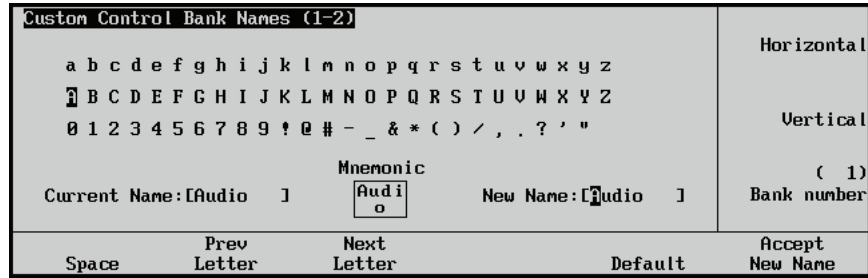 Custom Control Bank Names (1-2)
Horizontal
a b c d e f g h i j k l m n o p q r s t u v w x y z
A B C D E F G H I J K L M N O P Q R S T U V W X Y Z
0 1 2 3 4 5 6 7 8 9 ! @ # - _ & * ( ) / , . ? ' "
Vertical
Mnemonic
Current Name:[Audio ]
Audi
o
New Name:[Audio ]
( 1)
Bank number
Space
Prev
Letter
Next
Letter
Default
Accept
New Name